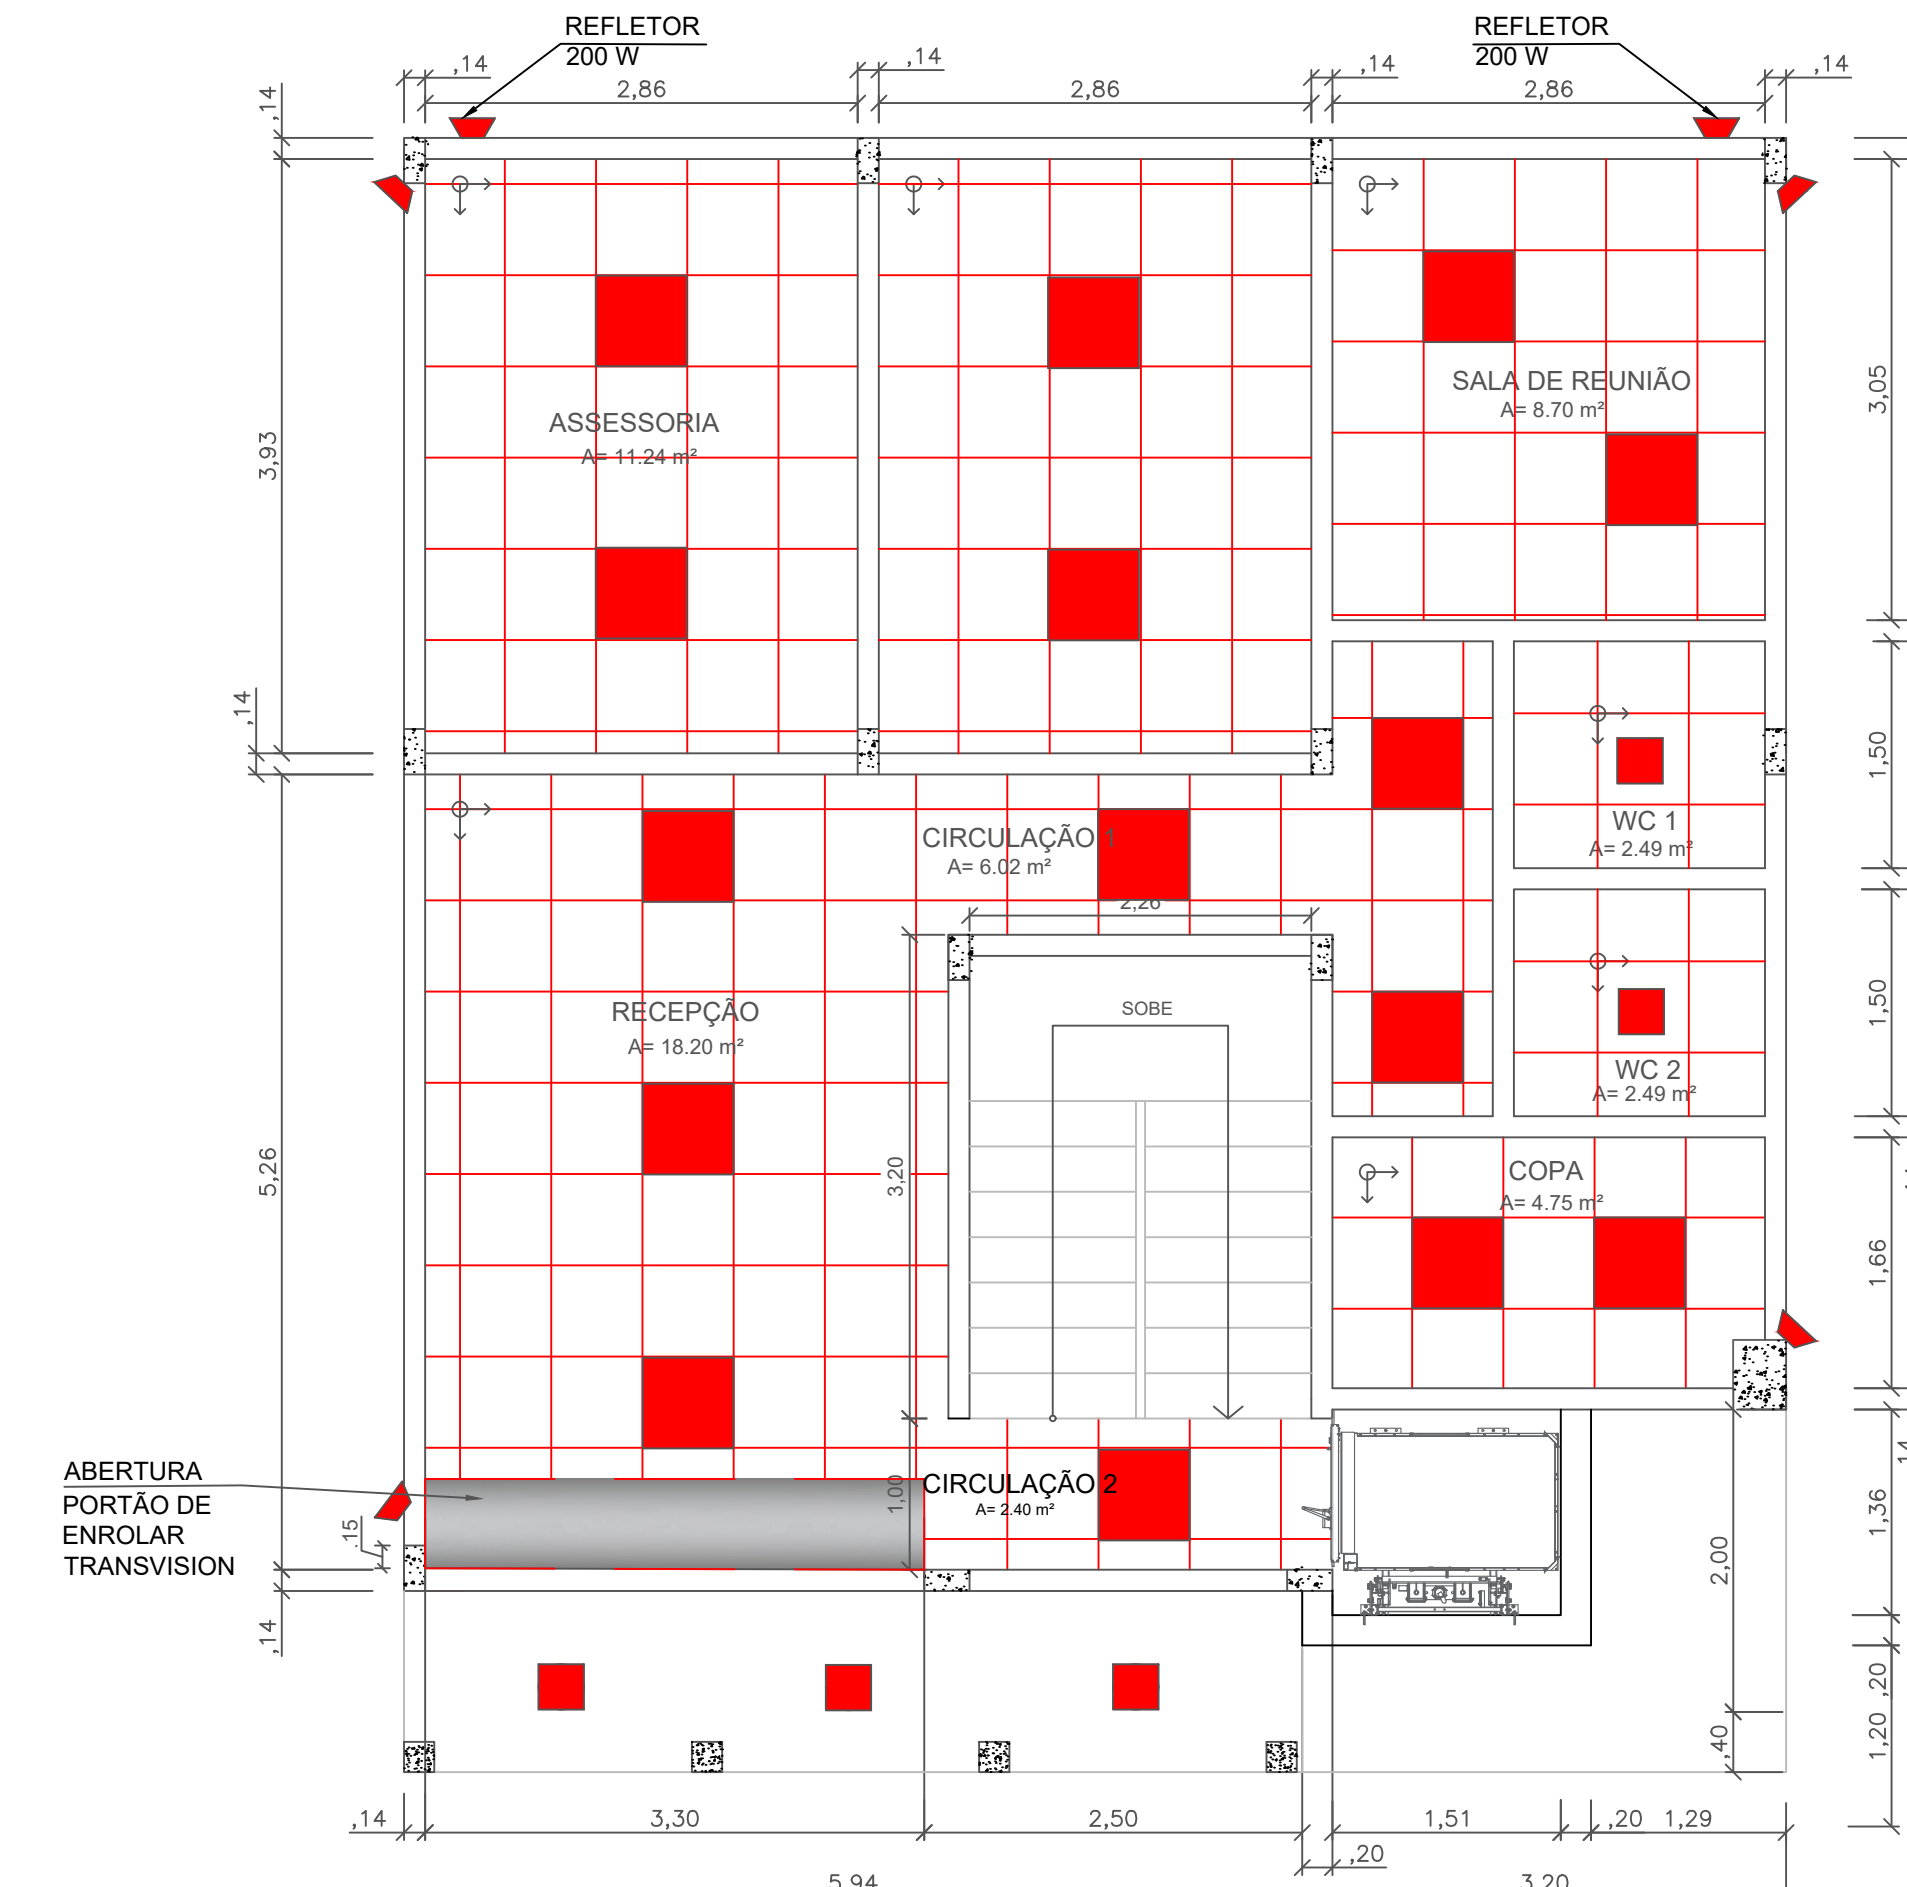 REFLETOR
200 W
REFLETOR
200 W
,14
,14
,14
,14
2,86
2,86
2,86
,14
3,93
,14
5,26
,14
ASSESSORIA
A= 11.24 m²
SALA DE REUNIÃO
A= 8.70 m²
3,05
1,50
WC 1
A= 2.49 m²
CIRCULAÇÃO 1
A= 6.02 m²
2,26
RECEPÇÃO
A= 18.20 m²
SOBE
3,20
1,50
WC 2
A= 2.49 m²
COPA
A= 4.75 m²
1,66
ABERTURA
PORTÃO DE
ENROLAR
TRANSVISION
.15
1,00
CIRCULAÇÃO 2
A= 2.40 m²
14
1,36
2,00
,20
1,20
,40
,14
3,30
2,50
1,51
,20
1,29
,20
5,94
3,20